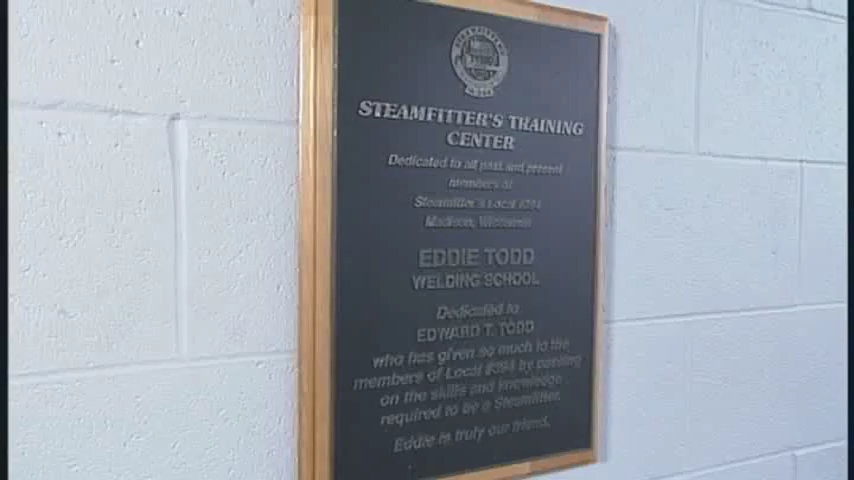 STEAMFITTER'S TRAINING
CENTER
Dedicated to all past and present
members of
Steamfitter's Local #394
Madison, Wisconsin
EDDIE TODD
WELDING SCHOOL
Dedicated to
EDWARD T. TODD
who has given so much to the
members of Local #394 by passing
on the skills and knowledge
required to be a Steamfitter.
Eddie is truly our friend.